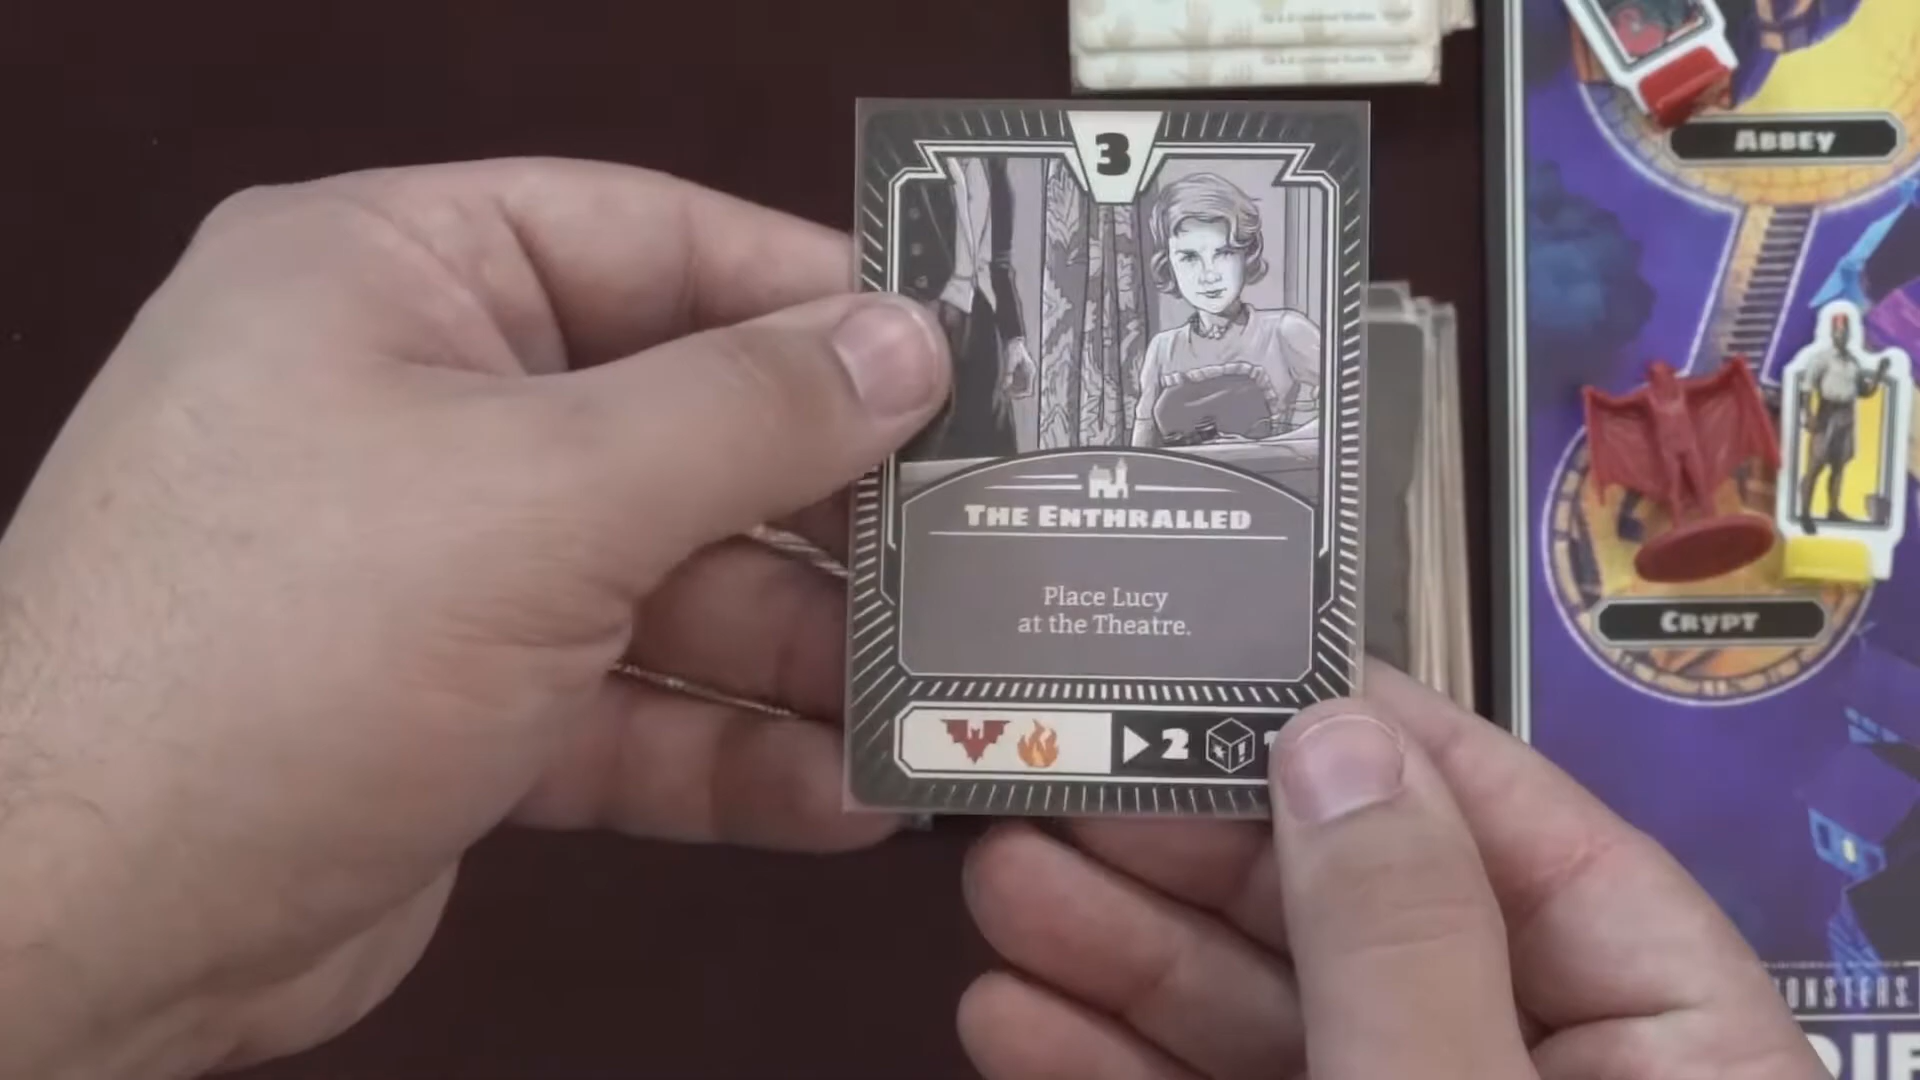 3
THE ENTHRALLED
Place Lucy
at the Theatre.
2
ABBEY
CRYPT